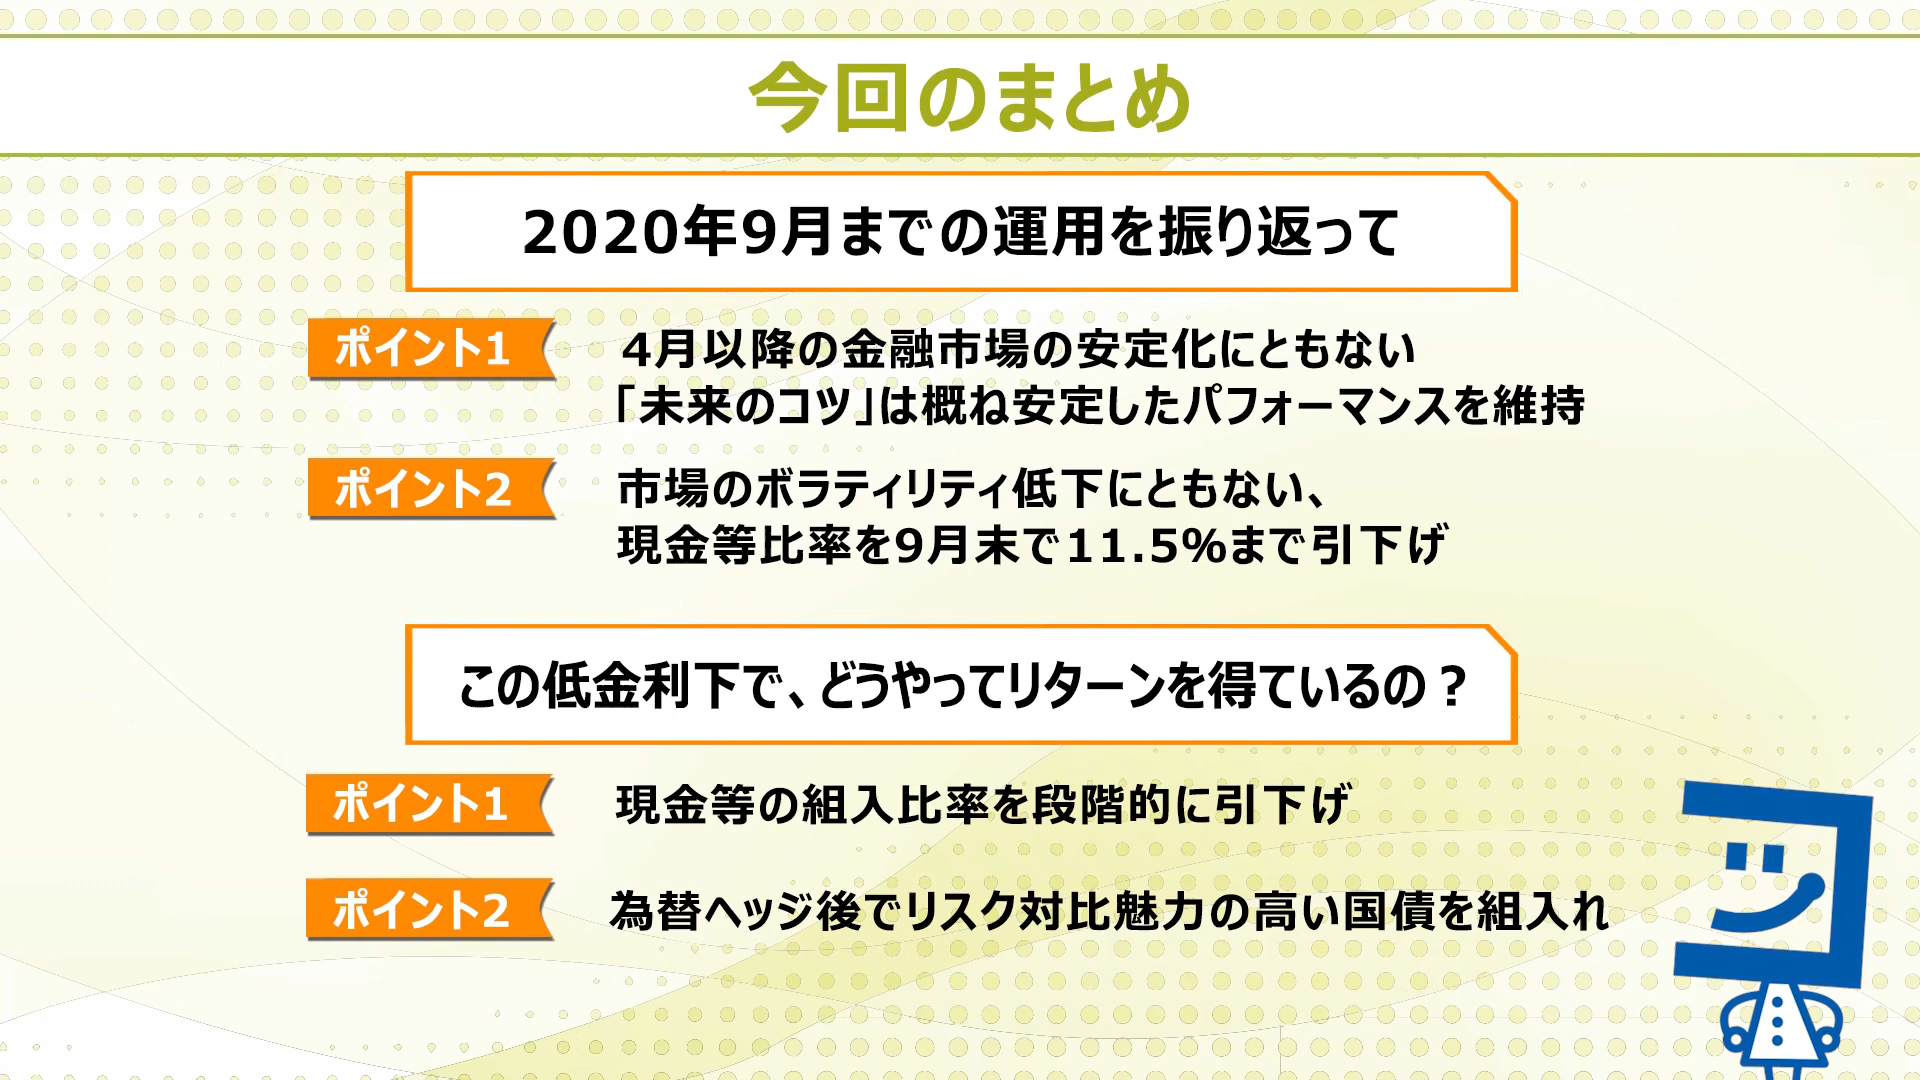 今回のまとめ
2020年9月までの運用を振り返って
ポイント1
4月以降の金融市場の安定化にともない
「未来のコツ」は概ね安定したパフォーマンスを維持
ポイント2
市場のボラティリティ低下にともない、
現金等比率を9月末で11.5%まで引下げ
この低金利下で、どうやってリターンを得ているの？
ポイント1
現金等の組入比率を段階的に引下げ
ポイント2
為替ヘッジ後でリスク対比魅力の高い国債を組入れ